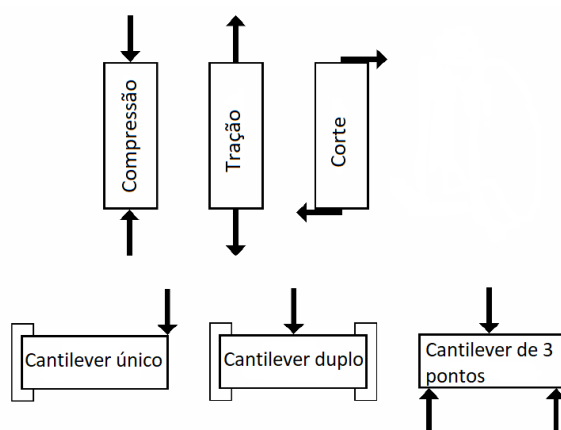 Compressão
Tração
Corte
Cantilever único
Cantilever duplo
Cantilever de 3
pontos